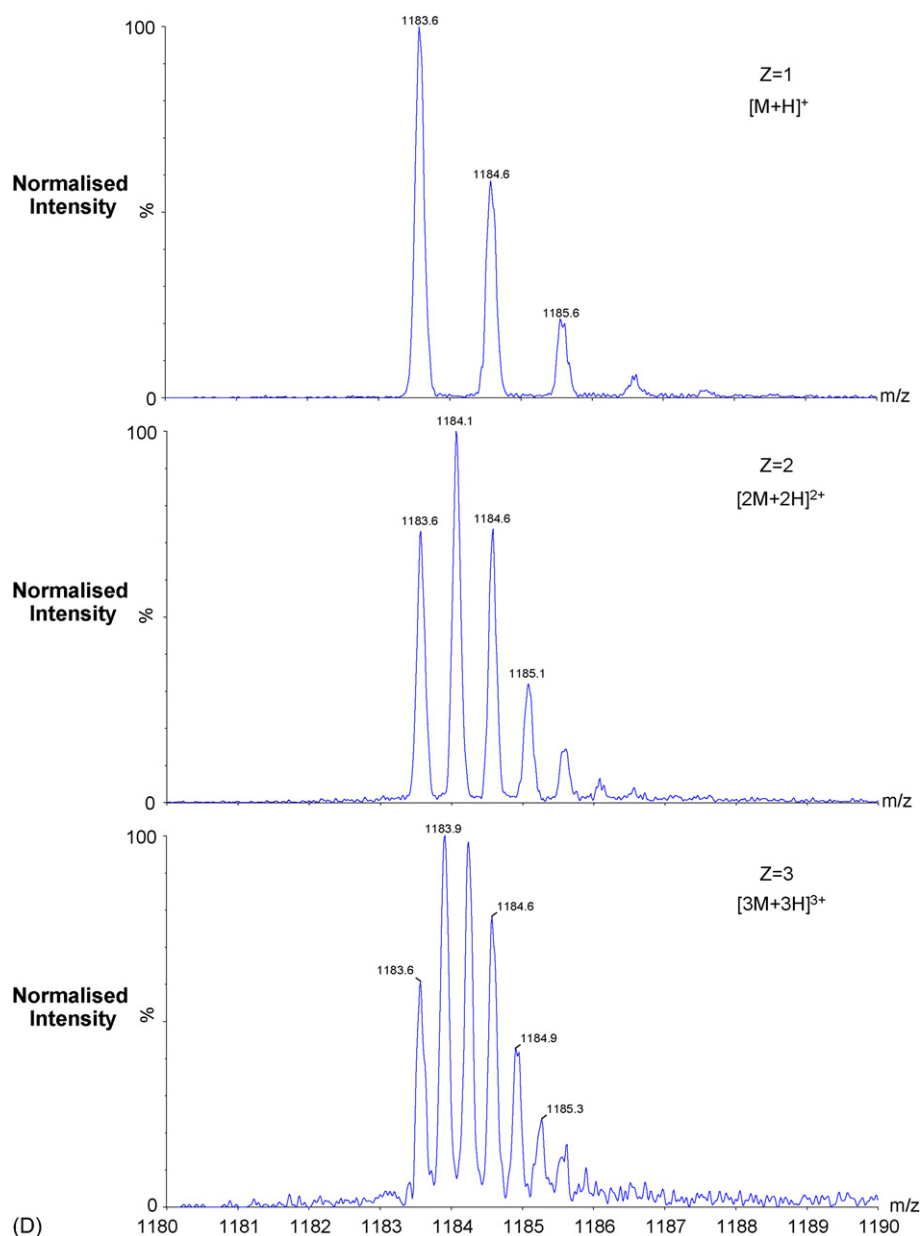 1183.6
100
Z=1
[M+H]⁺
1184.6
Normalised
Intensity
%
1185.6
0
m/z
1184.1
100
Z=2
[2M+2H]²⁺
1183.6
1184.6
Normalised
Intensity
%
1185.1
0
m/z
1183.9
100
Z=3
[3M+3H]³⁺
1184.6
1183.6
Normalised
Intensity
%
1184.9
1185.3
0
m/z
1180 1181 1182 1183 1184 1185 1186 1187 1188 1189 1190
(D)